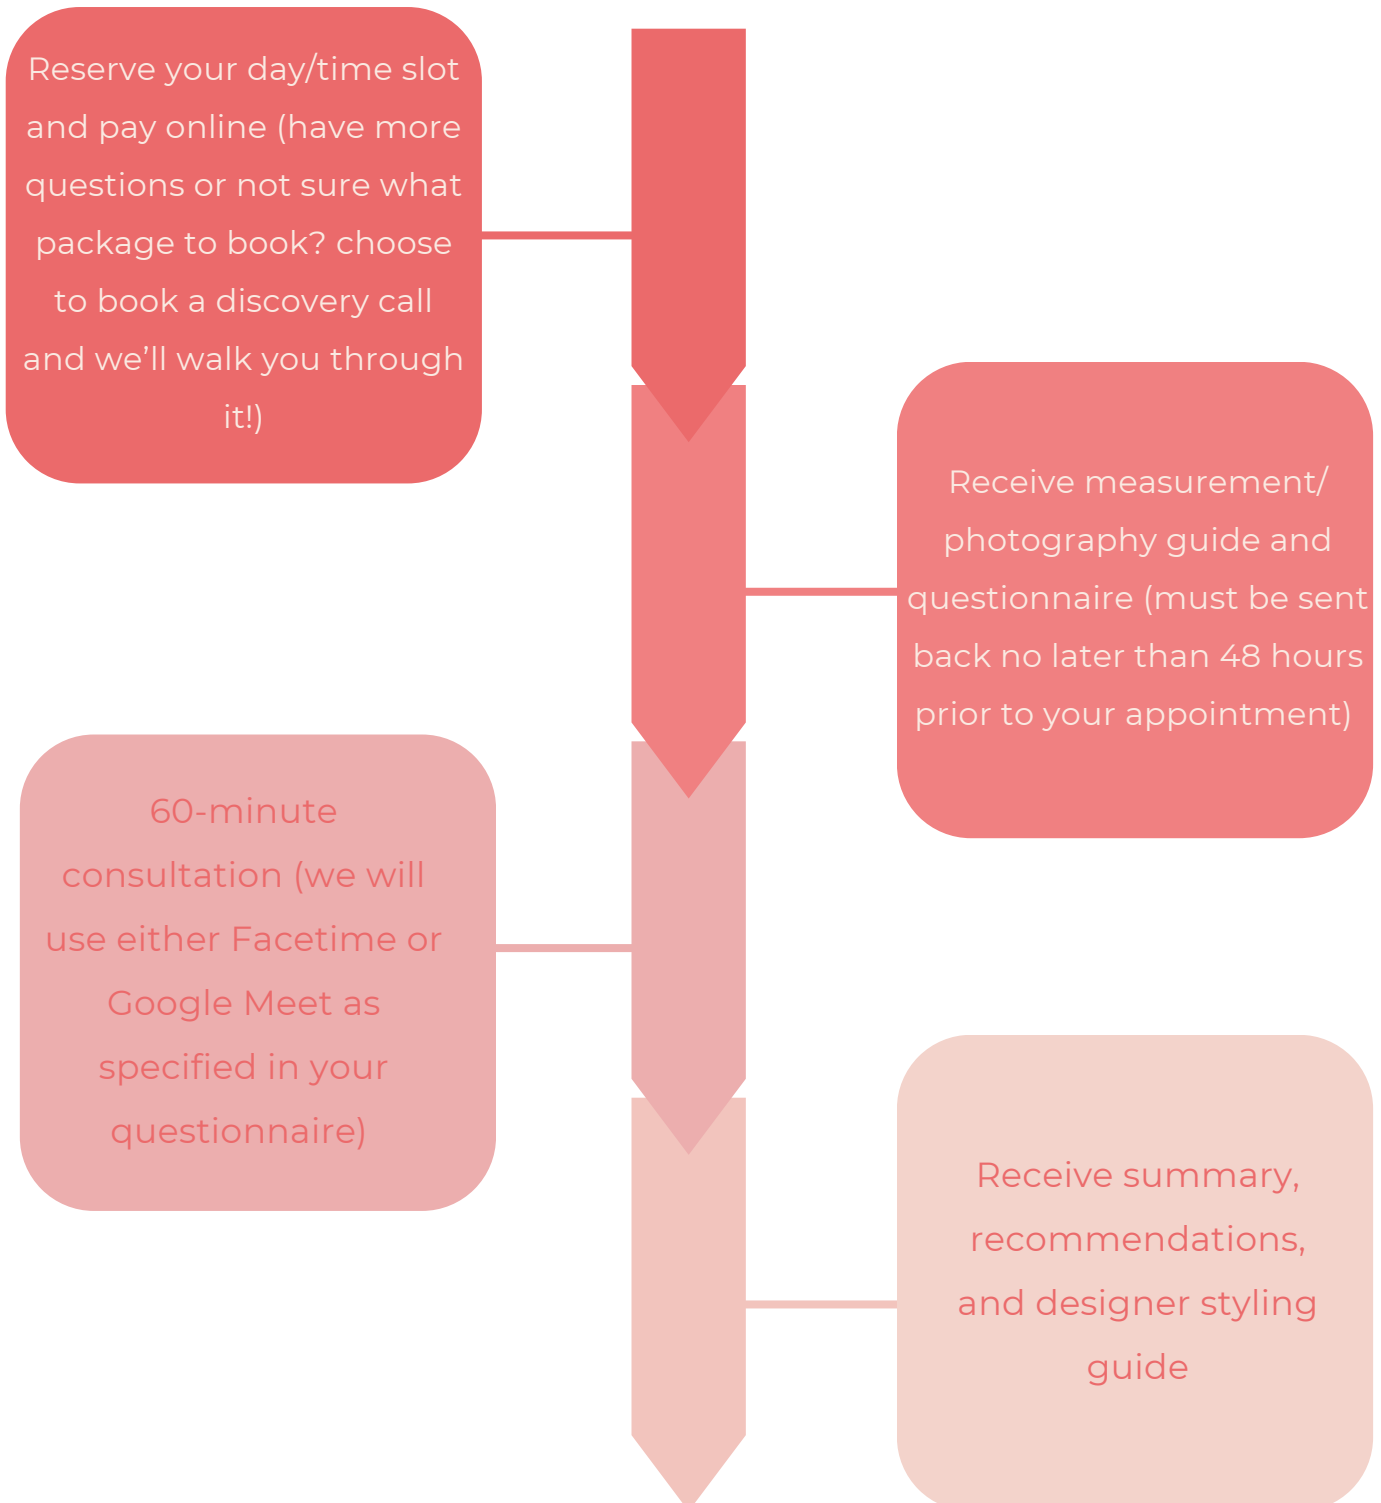 Reserve your day/time slot
and pay online (have more
questions or not sure what
package to book? choose
to book a discovery call
and we’ll walk you through
it!)
Receive measurement/
photography guide and
questionnaire (must be sent
back no later than 48 hours
prior to your appointment)
60-minute
consultation (we will
use either Facetime or
Google Meet as
specified in your
questionnaire)
Receive summary,
recommendations,
and designer styling
guide